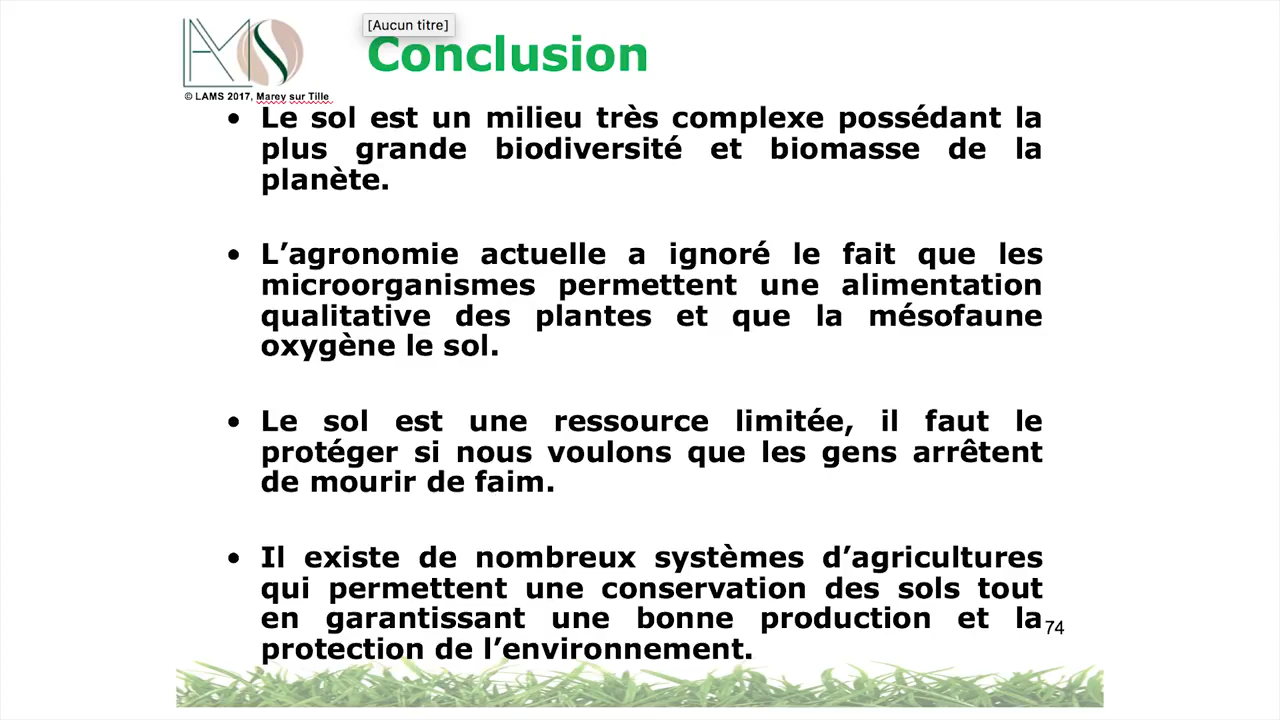 [Aucun titre]
LAMS
Conclusion
© LAMS 2017, Marey sur Tille
• Le sol est un milieu très complexe possédant la
plus grande biodiversité et biomasse de la
planète.
• L’agronomie actuelle a ignoré le fait que les
microorganismes permettent une alimentation
qualitative des plantes et que la mésofaune
oxygène le sol.
• Le sol est une ressource limitée, il faut le
protéger si nous voulons que les gens arrêtent
de mourir de faim.
• Il existe de nombreux systèmes d’agricultures
qui permettent une conservation des sols tout
en garantissant une bonne production et la
protection de l’environnement.
74